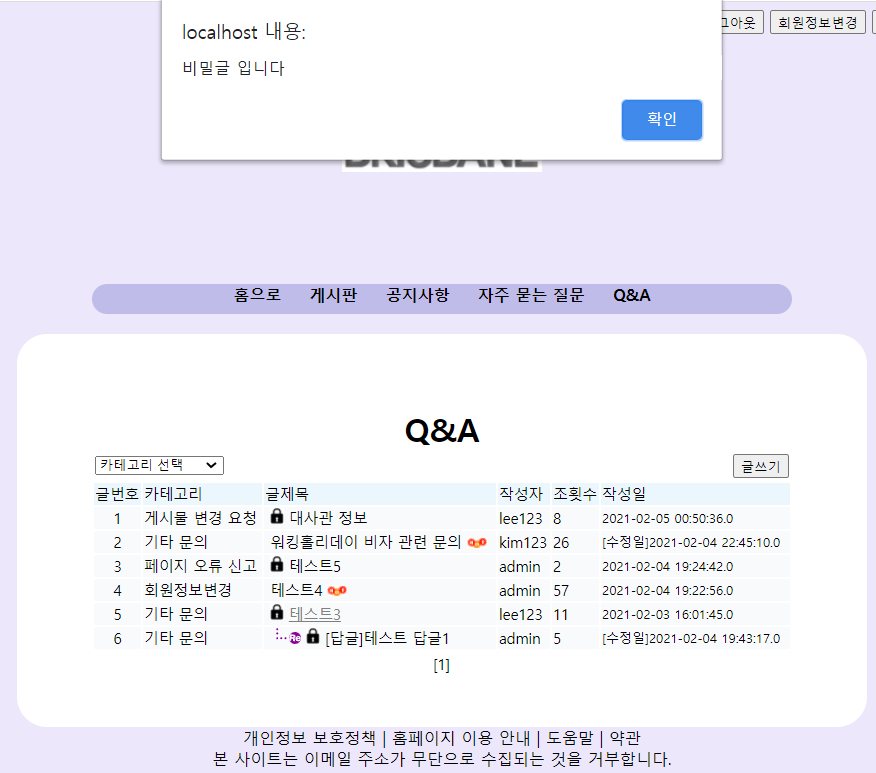 localhost 내용:
비밀글 입니다
확인
회원정보변경
홈으로 게시판 공지사항 자주 묻는 질문 Q&A
Q&A
카테고리 선택 글쓰기
글번호 카테고리 글제목 작성자 조횟수 작성일
1 게시물 변경 요청 대사관 정보 lee123 8 2021-02-05 00:50:36.0
2 기타 문의 워킹홀리데이 비자 관련 문의 kim123 26 [수정일]2021-02-04 22:45:10.0
3 페이지 오류 신고 테스트5 admin 2 2021-02-04 19:24:42.0
4 회원정보변경 테스트4 admin 57 2021-02-04 19:22:56.0
5 기타 문의 테스트3 lee123 11 2021-02-03 16:01:45.0
6 기타 문의 Re [답글]테스트 답글1 admin 5 [수정일]2021-02-04 19:43:17.0
[1]
개인정보 보호정책 | 홈페이지 이용 안내 | 도움말 | 약관
본 사이트는 이메일 주소가 무단으로 수집되는 것을 거부합니다.